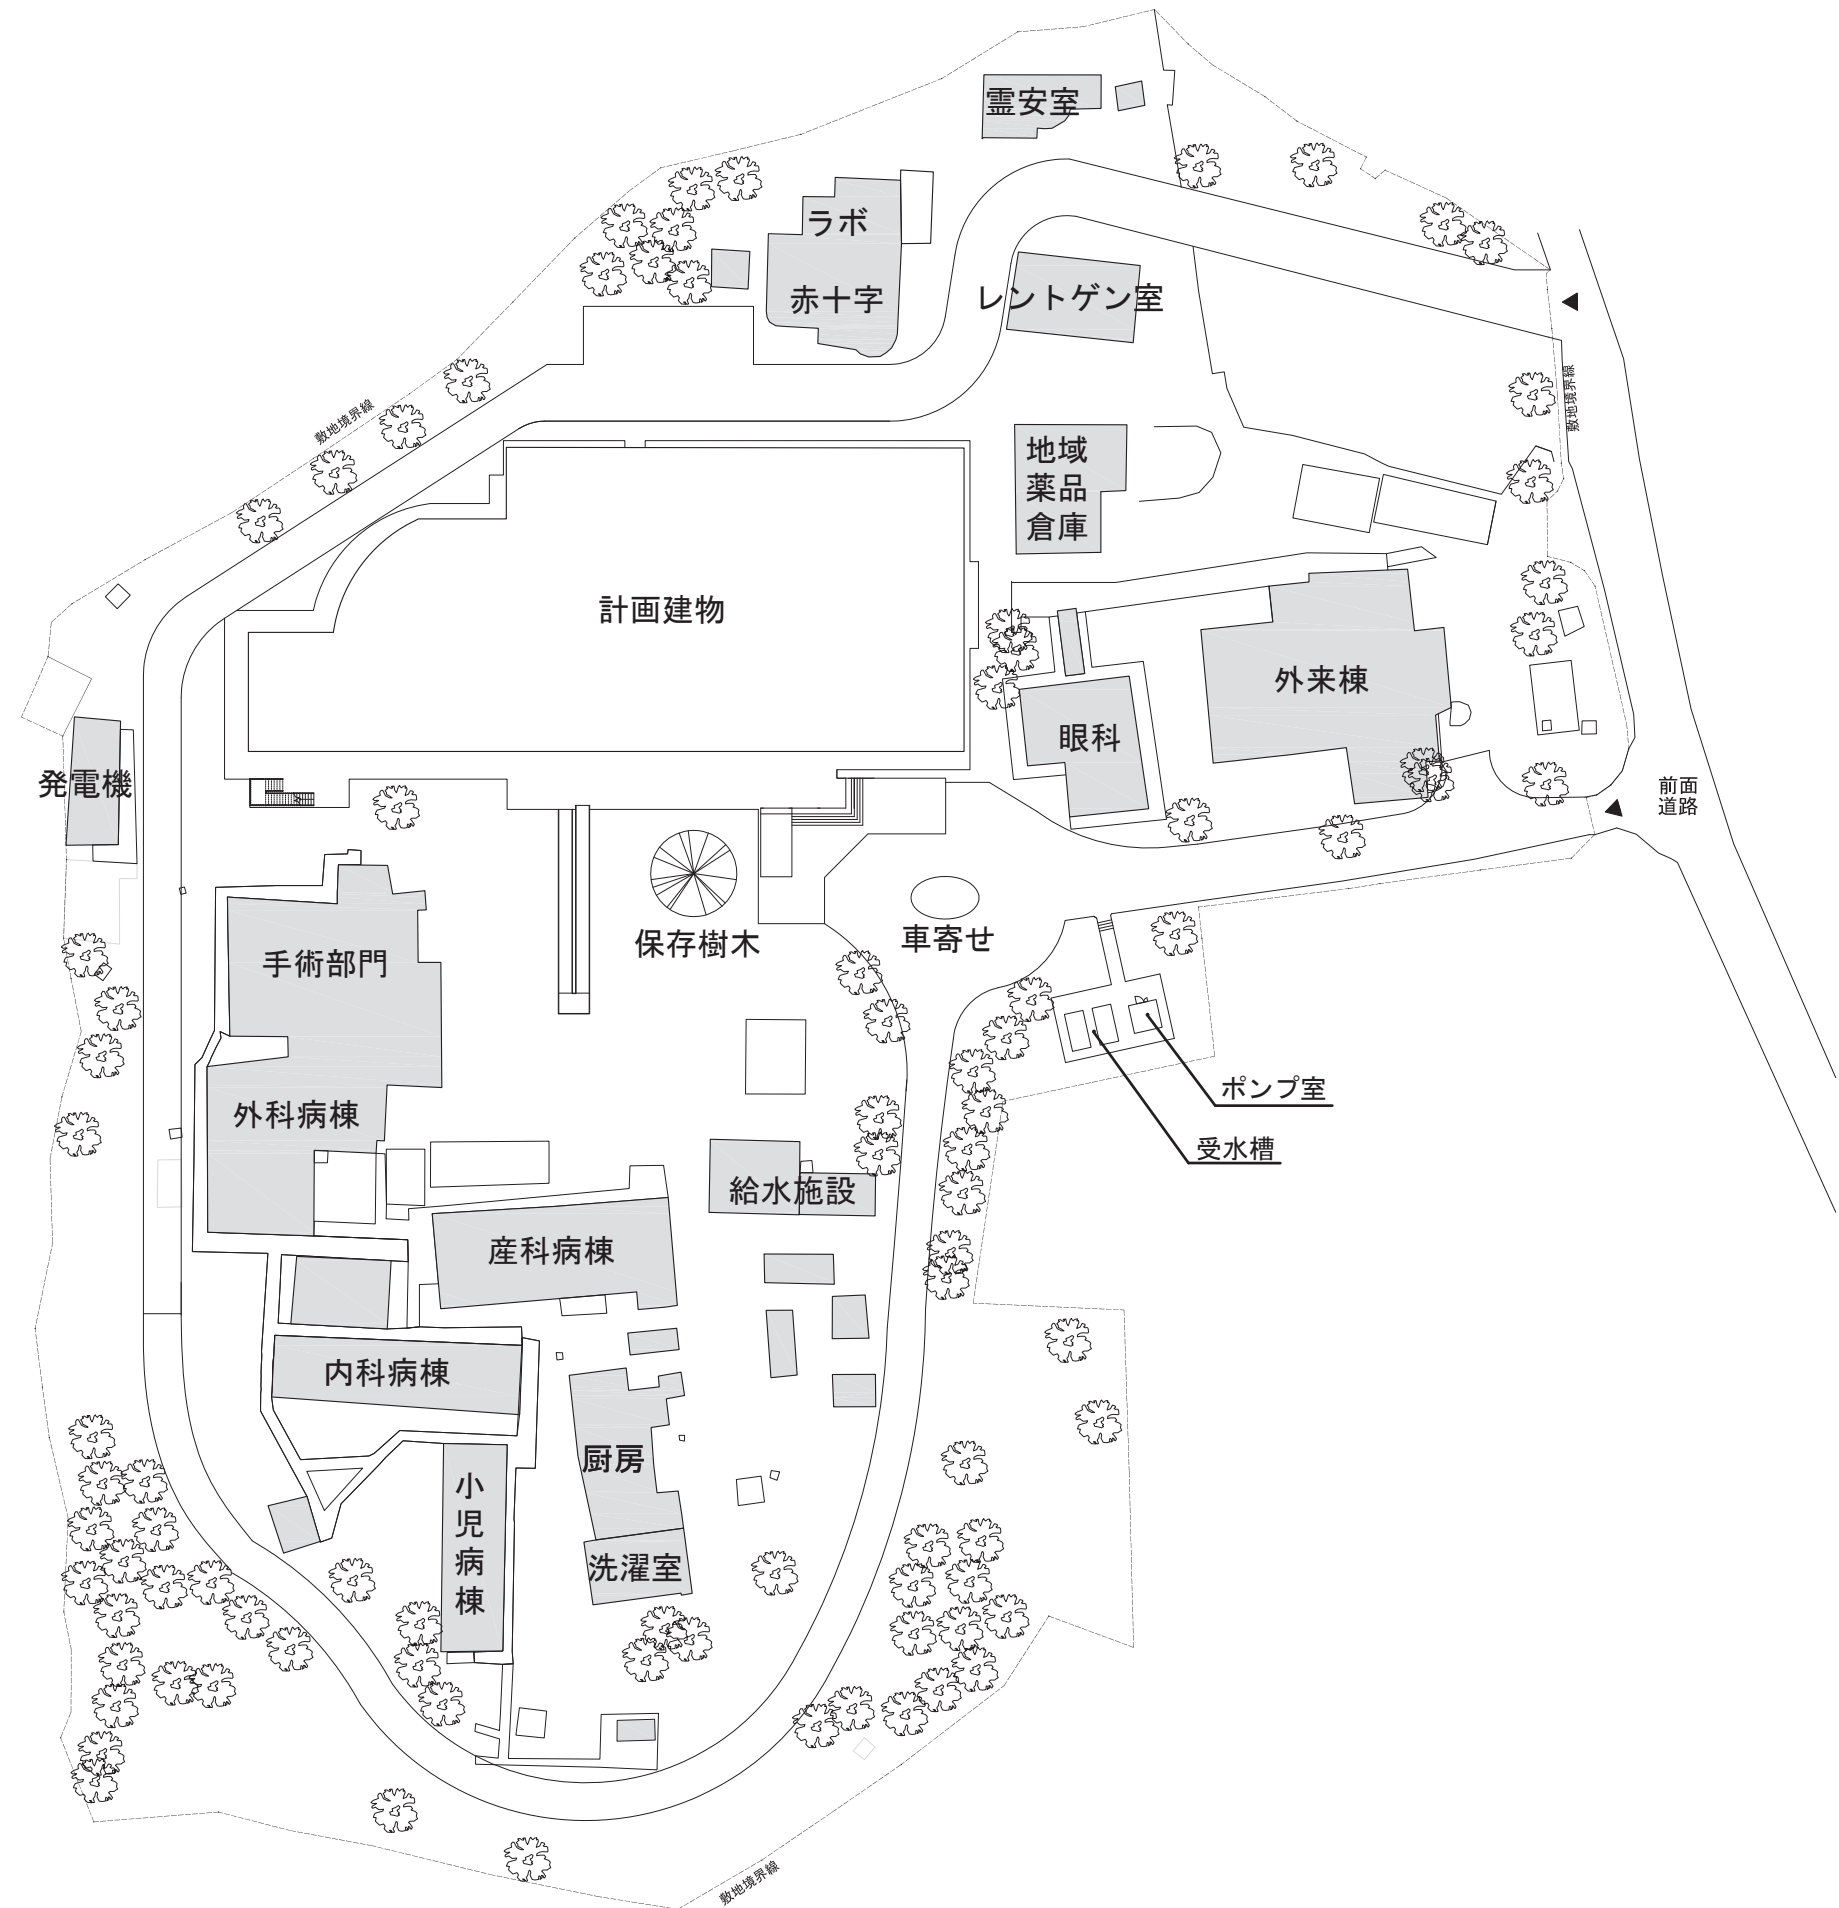 霊安室
ラボ
赤十字
レントゲン室
敷地境界線
敷地境界線
地域
薬品
倉庫
計画建物
外来棟
眼科
発電機
前面
道路
保存樹木
車寄せ
手術部門
ポンプ室
外科病棟
受水槽
給水施設
産科病棟
内科病棟
厨房
小
児
病
棟
洗濯室
敷地境界線